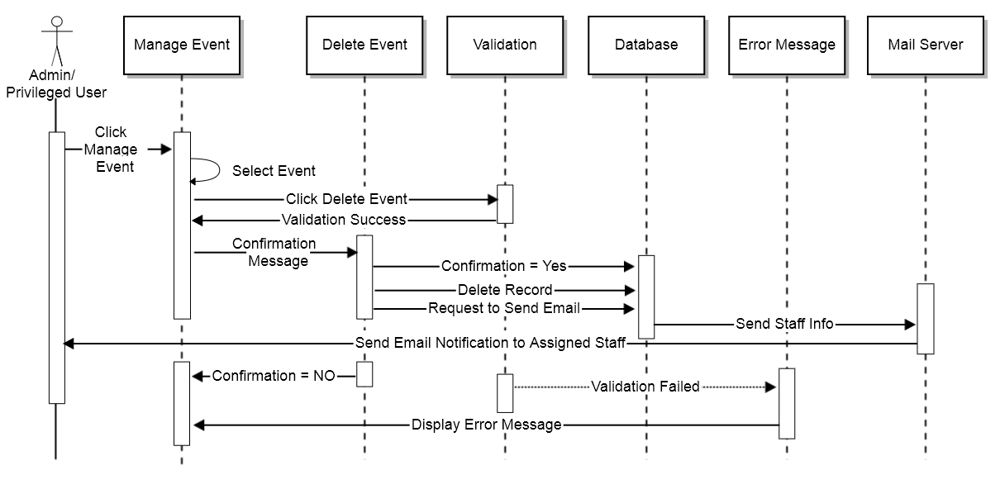 Manage Event
Delete Event
Validation
Database
Error Message
Mail Server
Admin/
Privileged User
Click
Manage
Event
Select Event
Click Delete Event
Validation Success
Confirmation
Message
Confirmation = Yes
Delete Record
Request to Send Email
Send Staff Info
Send Email Notification to Assigned Staff
Confirmation = NO
Validation Failed
Display Error Message